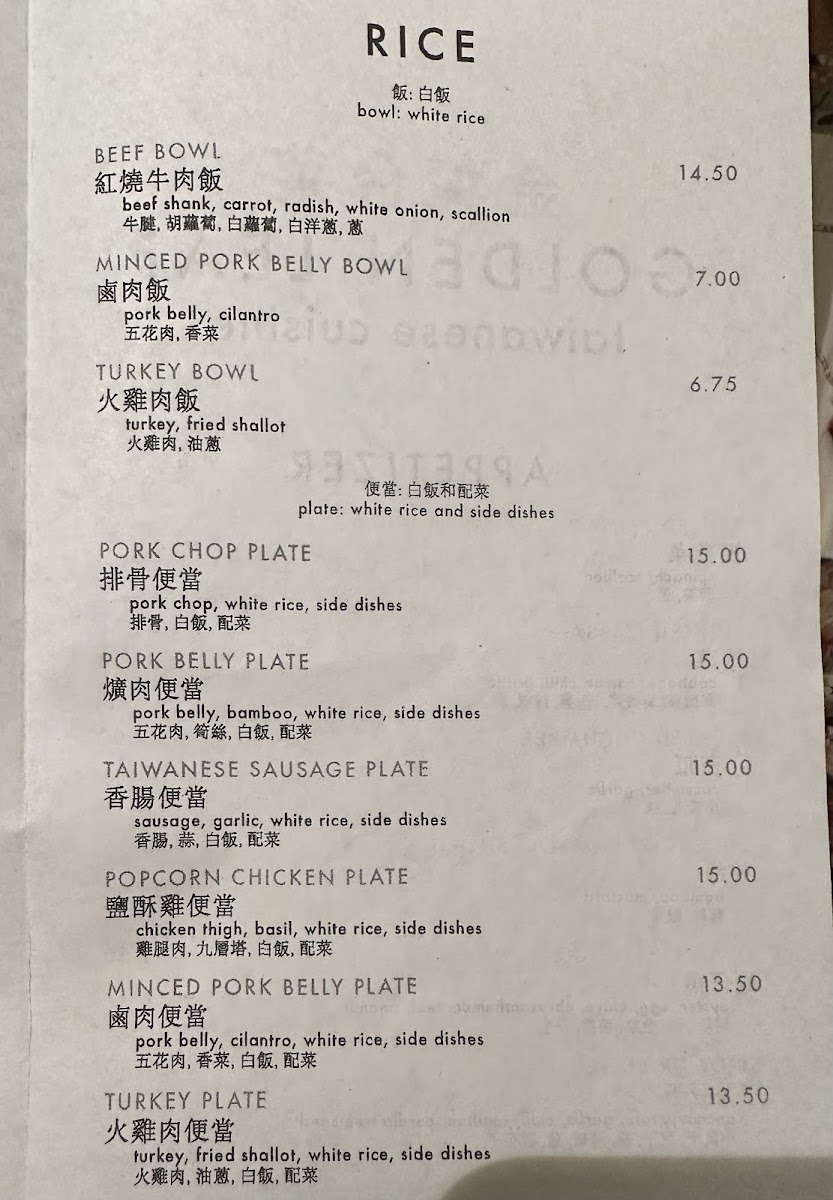 RICE
飯: 白飯
bowl: white rice
BEEF BOWL
14.50
紅燒牛肉飯
beef shank, carrot, radish, white onion, scallion
牛腱, 胡蘿蔔, 白蘿蔔, 白洋蔥, 蔥
MINCED PORK BELLY BOWL
7.00
鹵肉飯
pork belly, cilantro
五花肉, 香菜
TURKEY BOWL
6.75
火雞肉飯
turkey, fried shallot
火雞肉, 油蔥
便當: 白飯和配菜
plate: white rice and side dishes
PORK CHOP PLATE
15.00
排骨便當
pork chop, white rice, side dishes
排骨, 白飯, 配菜
PORK BELLY PLATE
15.00
爌肉便當
pork belly, bamboo, white rice, side dishes
五花肉, 筍絲, 白飯, 配菜
TAIWANESE SAUSAGE PLATE
15.00
香腸便當
sausage, garlic, white rice, side dishes
香腸, 蒜, 白飯, 配菜
POPCORN CHICKEN PLATE
15.00
鹽酥雞便當
chicken thigh, basil, white rice, side dishes
雞腿肉, 九層塔, 白飯, 配菜
MINCED PORK BELLY PLATE
13.50
鹵肉便當
pork belly, cilantro, white rice, side dishes
五花肉, 香菜, 白飯, 配菜
TURKEY PLATE
13.50
火雞肉便當
turkey, fried shallot, white rice, side dishes
火雞肉, 油蔥, 白飯, 配菜